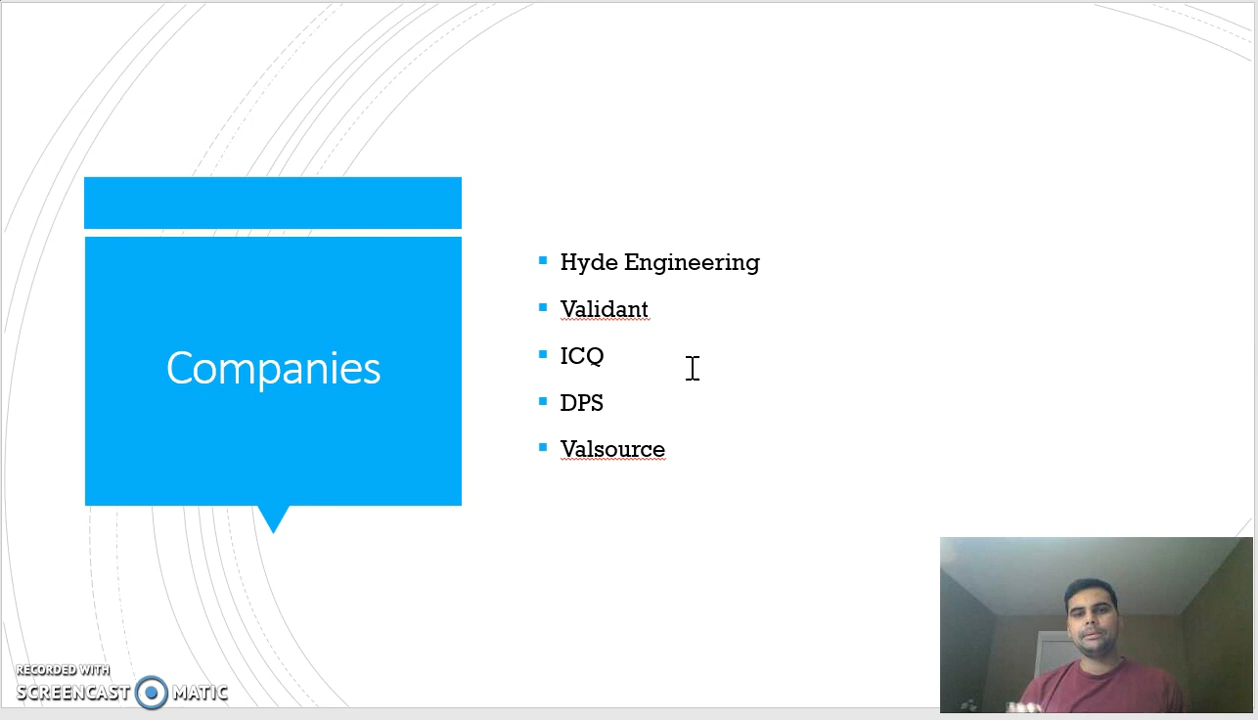 Companies
Hyde Engineering
Validant
ICQ
DPS
Valsource
RECORDED WITH
SCREENCAST MATIC